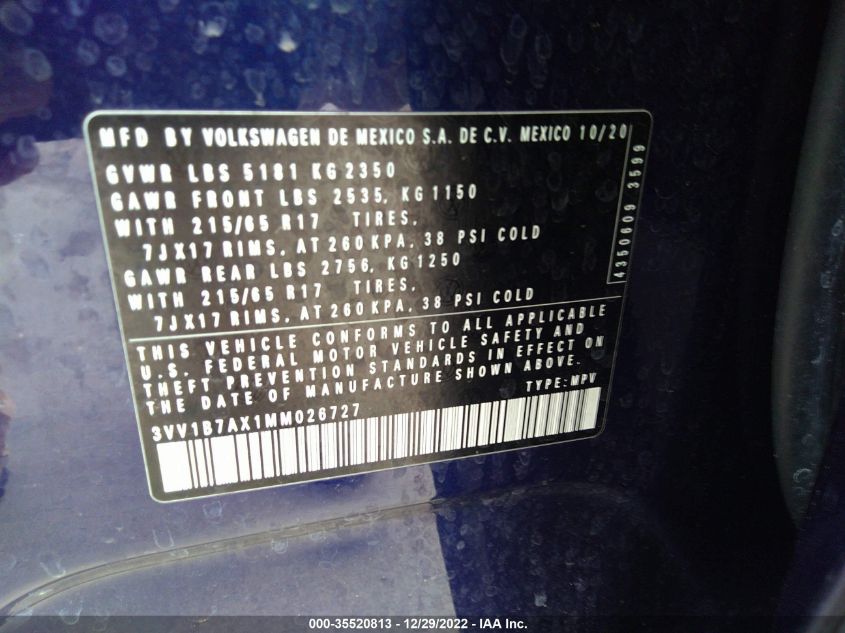 MFD BY VOLKSWAGEN DE MEXICO S.A. DE C.V. MEXICO 10/20
GVWR LBS 5181 KG 2350
GAWR FRONT LBS 2535, KG 1150
WITH 215/65 R17 TIRES,
7JX17 RIMS, AT 260 KPA, 38 PSI COLD
GAWR REAR LBS 2756, KG 1250
WITH 215/65 R17 TIRES,
7JX17 RIMS, AT 260 KPA, 38 PSI COLD
4350609 3599
THIS VEHICLE CONFORMS TO ALL APPLICABLE
U.S. FEDERAL MOTOR VEHICLE SAFETY AND
THEFT PREVENTION STANDARDS IN EFFECT ON
THE DATE OF MANUFACTURE SHOWN ABOVE.
TYPE: MPV
3VV1B7AX1MM026727
000-35520813 - 12/29/2022 - IAA Inc.